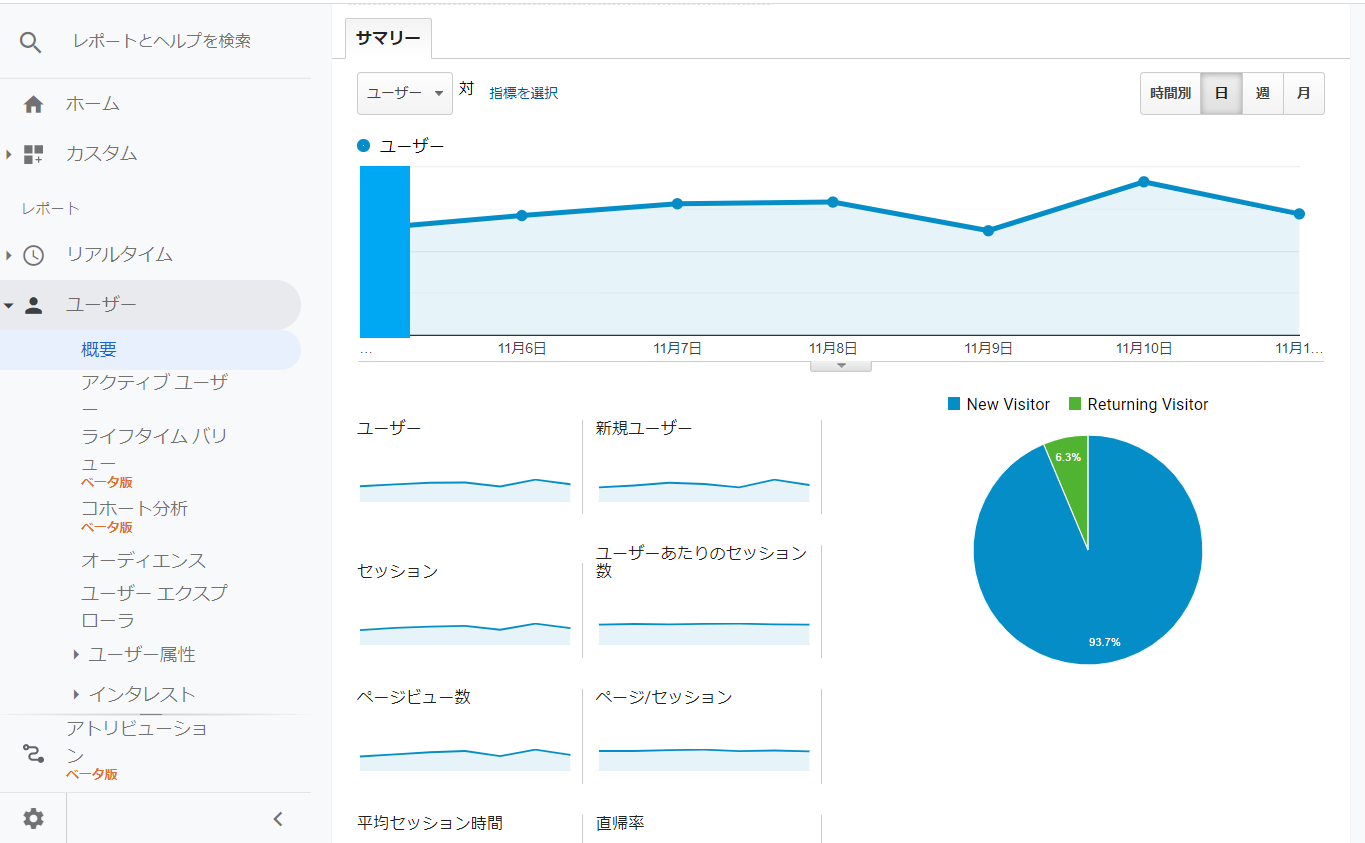 レポートとヘルプを検索
ホーム
カスタム
レポート
リアルタイム
ユーザー
概要
アクティブ ユーザ
ー
ライフタイム バリ
ュー
ベータ版
コホート分析
ベータ版
オーディエンス
ユーザー エクスプ
ローラ
ユーザー属性
インタレスト
アトリビューショ
ン
ベータ版
サマリー
ユーザー 対 指標を選択
時間別 日 週 月
ユーザー
... 11月6日 11月7日 11月8日 11月9日 11月10日 11月1...
New Visitor Returning Visitor
6.3%
93.7%
ユーザー
新規ユーザー
セッション
ユーザーあたりのセッション
数
ページビュー数
ページ/セッション
平均セッション時間
直帰率